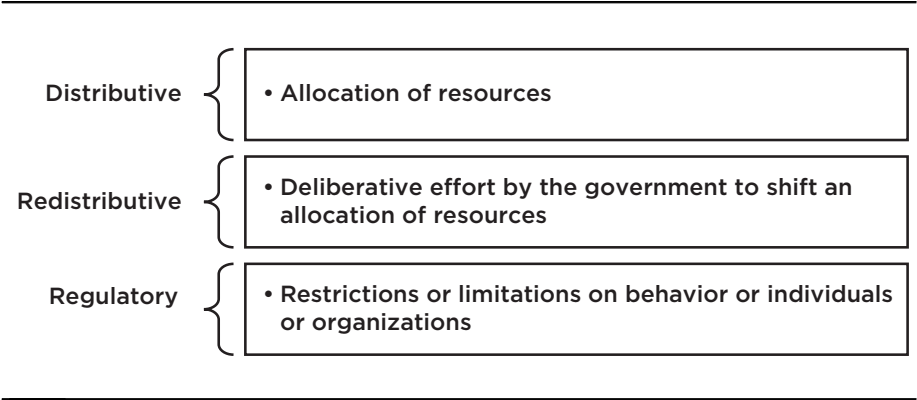 Distributive
• Allocation of resources
Redistributive
• Deliberative effort by the government to shift an
allocation of resources
Regulatory
• Restrictions or limitations on behavior or individuals
or organizations